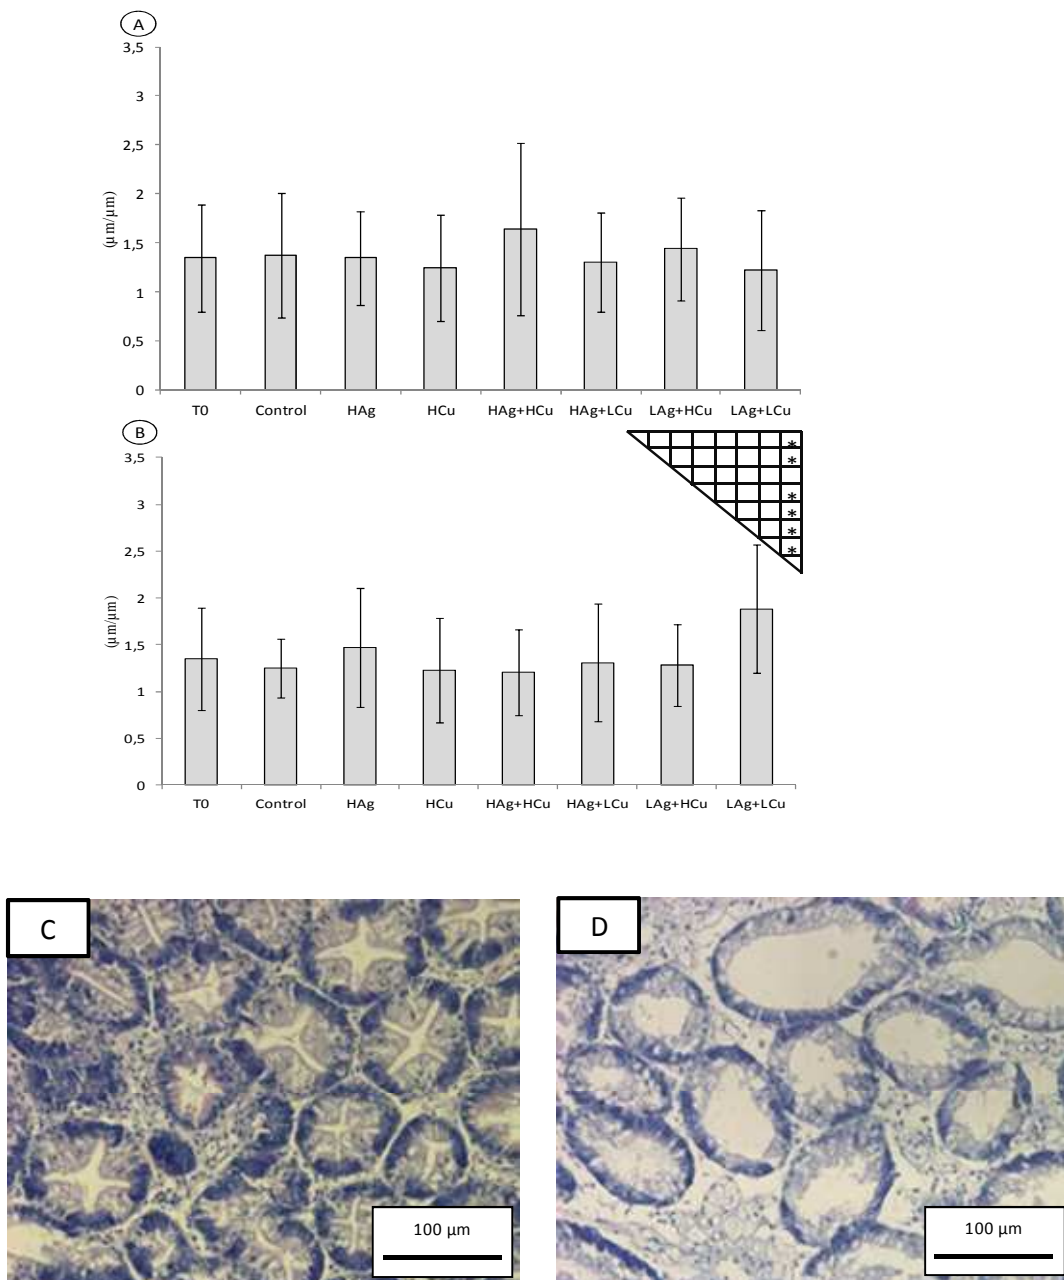 A
3,5
3
2,5
2
1,5
1
0,5
0
(µm/µm)
T0 Control HAg HCu HAg+HCu HAg+LCu LAg+HCu LAg+LCu
B
*
*
*
*
*
*
3,5
3
2,5
2
1,5
1
0,5
0
(µm/µm)
T0 Control HAg HCu HAg+HCu HAg+LCu LAg+HCu LAg+LCu
C
100 µm
D
100 µm